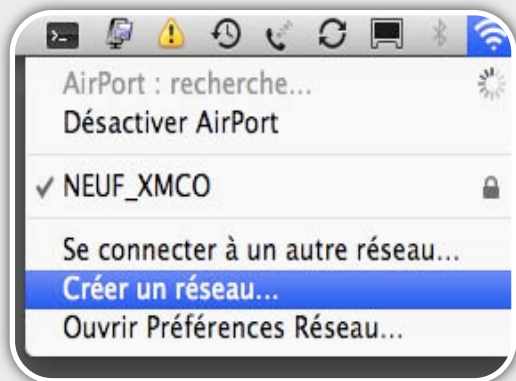 AirPort : recherche...
Désactiver AirPort
NEUF_XMCO
Se connecter à un autre réseau...
Créer un réseau...
Ouvrir Préférences Réseau...